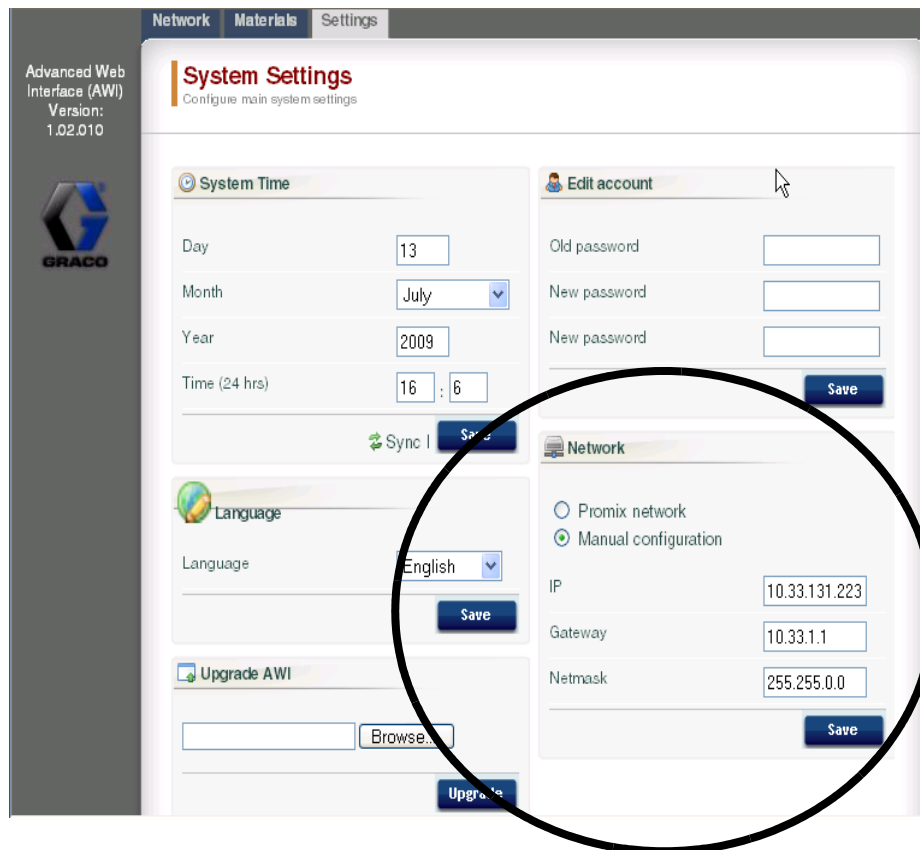 Network Materials Settings
Advanced Web
Interface (AWI)
Version:
1.02.010
GRACO
System Settings
Configure main system settings
System Time
Day 13
Month July
Year 2009
Time (24 hrs) 16 : 6
Sync l Save
Language
Language English
Save
Upgrade AWI
Browse...
Upgrade
Edit account
Old password
New password
New password
Save
Network
Promix network
Manual configuration
IP 10.33.131.223
Gateway 10.33.1.1
Netmask 255.255.0.0
Save